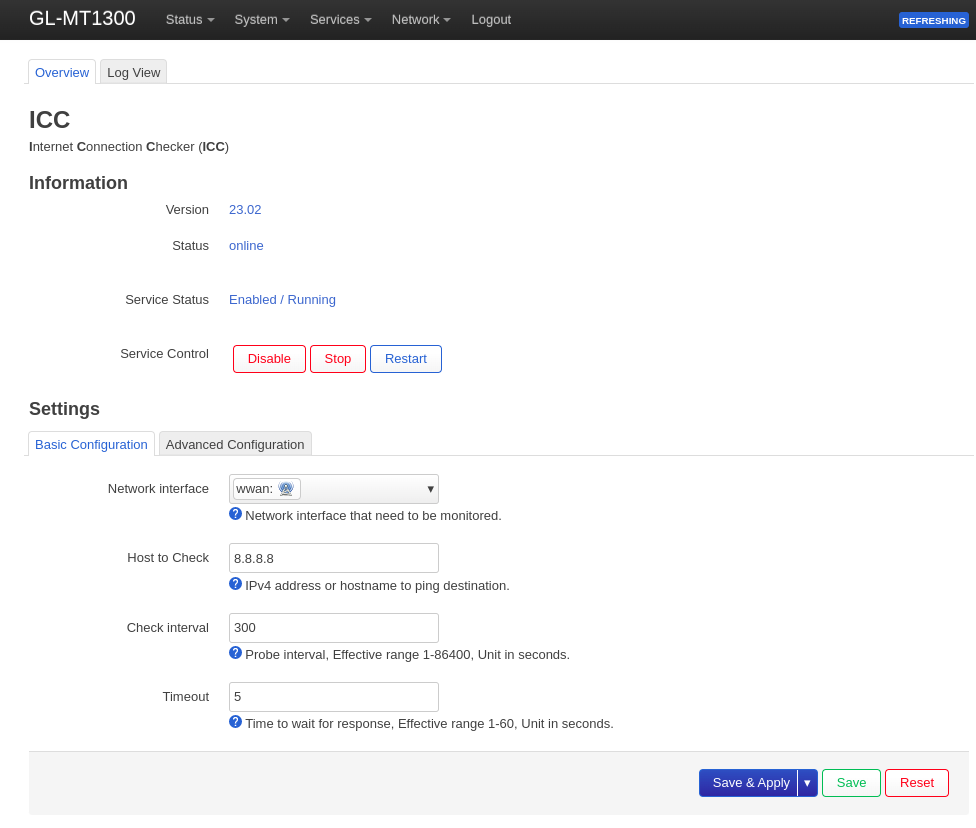 GL-MT1300 Status System Services Network Logout REFRESHING
Overview Log View
ICC
Internet Connection Checker (ICC)
Information
Version 23.02
Status online
Service Status Enabled / Running
Service Control Disable Stop Restart
Settings
Basic Configuration Advanced Configuration
Network interface wwan: ▾
? Network interface that need to be monitored.
Host to Check 8.8.8.8
? IPv4 address or hostname to ping destination.
Check interval 300
? Probe interval, Effective range 1-86400, Unit in seconds.
Timeout 5
? Time to wait for response, Effective range 1-60, Unit in seconds.
Save & Apply ▾ Save Reset